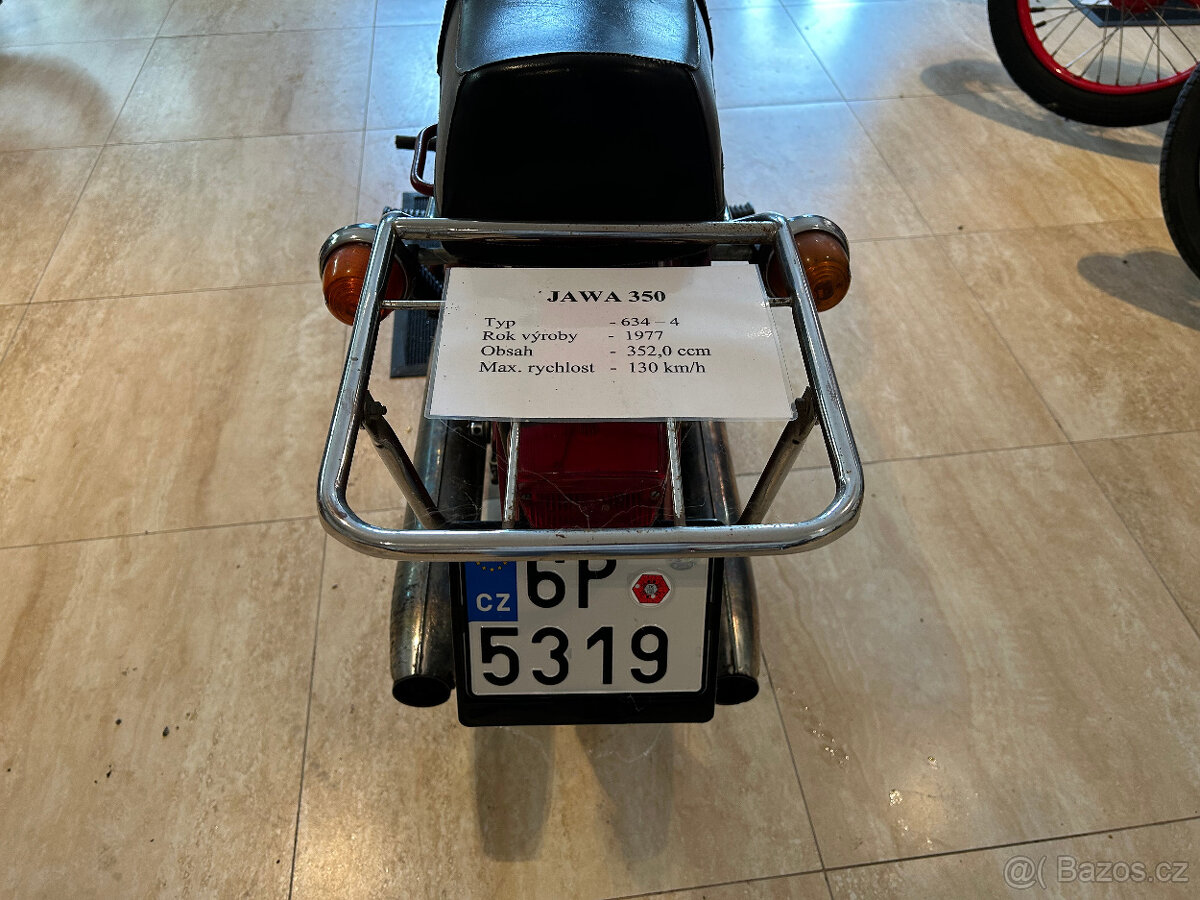 JAWA 350
Typ - 634 – 4
Rok výroby - 1977
Obsah - 352,0 ccm
Max. rychlost - 130 km/h
CZ 6P
5319
@( Bazos.cz